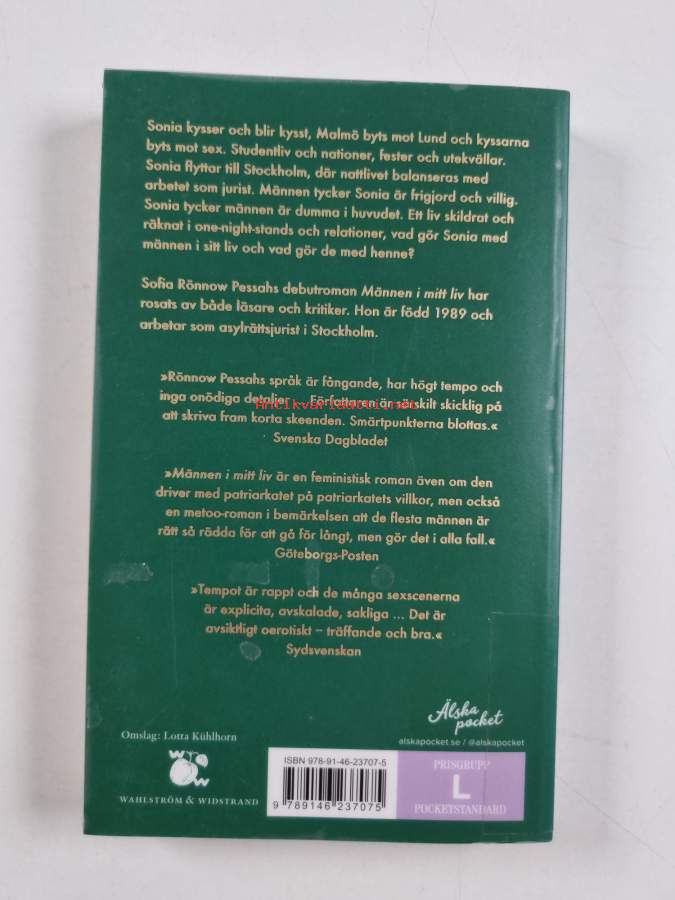 Sonia kysser och blir kysst, Malmö byts mot Lund och kyssarna
byts mot sex. Studentliv och nationer, fester och utekvällar.
Sonia flyttar till Stockholm, där nattlivet balanseras med
arbetet som jurist. Männen tycker Sonia är frigjord och villig.
Sonia tycker männen är dumma i huvudet. Ett liv skildrat och
räknat i one-night-stands och relationer, vad gör Sonia med
männen i sitt liv och vad gör de med henne?
Sofia Rönnow Pessahs debutroman Männen i mitt liv har
rosats av både läsare och kritiker. Hon är född 1989 och
arbetar som asylrättsjurist i Stockholm.
»Rönnow Pessahs språk är fångande, har högt tempo och
inga onödiga detaljer ... Författaren är särskilt skicklig på
att skriva fram korta skeenden. Smärtpunkterna blottas.«
Svenska Dagbladet
»Männen i mitt liv är en feministisk roman även om den
driver med patriarkatet på patriarkatets villkor, men också
en metoo-roman i bemärkelsen att de flesta männen är
rätt så rädda för att gå för långt, men gör det i alla fall.«
Göteborgs-Posten
»Tempot är rappt och de många sexscenerna
är explicita, avskalade, sakliga ... Det är
avsiktligt oerotiskt – träffande och bra.«
Sydsvenskan
Älska
pocket
alskapocket.se / @alskapocket
Omslag: Lotta Kühlhorn
W W
W
WAHLSTRÖM & WIDSTRAND
ISBN 978-91-46-23707-5
9 789146 237075
PRISGRUPP
L
POCKETSTANDARD